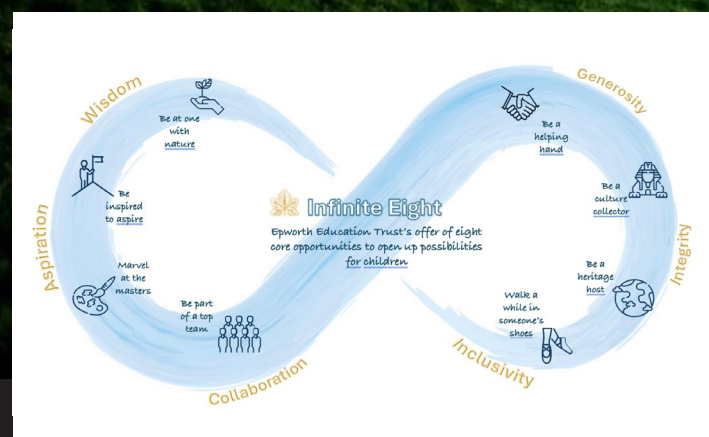 Wisdom
Be at one
with
nature
Be
inspired
to aspire
Aspiration
Marvel
at the
masters
Be part
of a top
team
Collaboration
Infinite Eight
Epworth Education Trust's offer of eight
core opportunities to open up possibilities
for children
Generosity
Be a
helping
hand
Be a
culture
collector
Integrity
Be a
heritage
host
Walk a
while in
someone's
shoes
Inclusivity